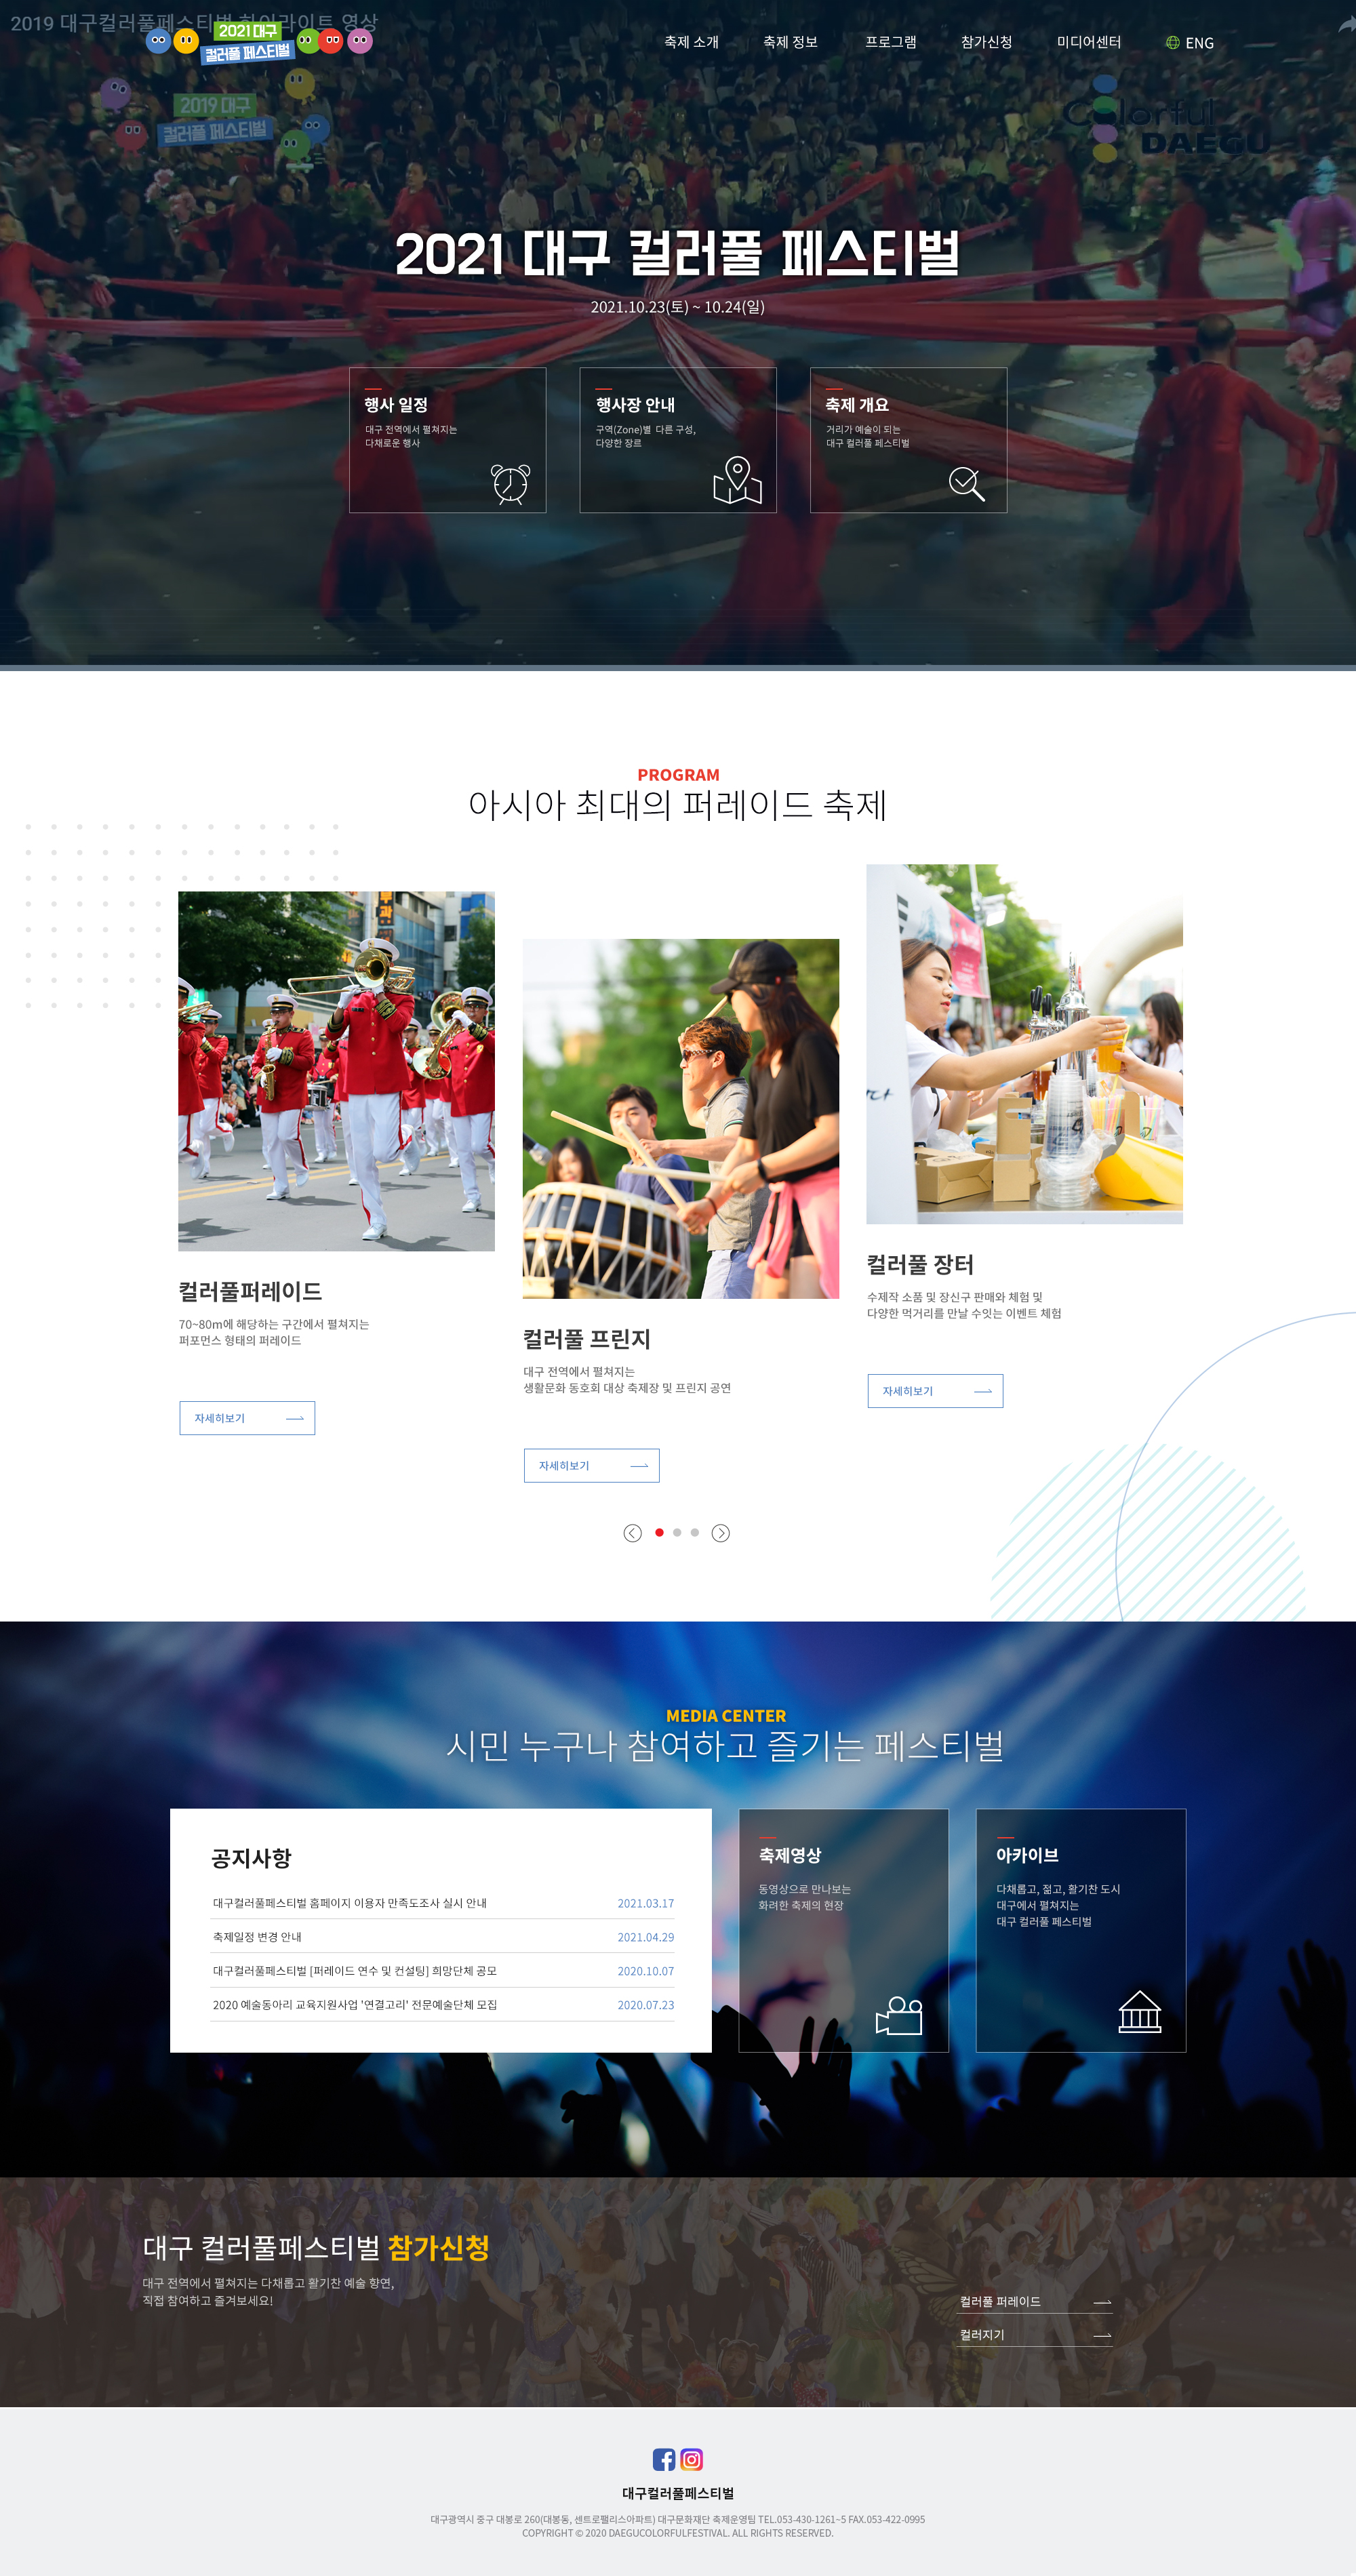 2019 대구컬러풀페스티벌 하이라이트 영상
2021 대구
컬러풀 페스티벌
축제 소개
축제 정보
프로그램
참가신청
미디어센터
ENG
2019 대구
컬러풀 페스티벌
Colorful
DAEGU
2021 대구 컬러풀 페스티벌
2021.10.23(토) ~ 10.24(일)
행사 일정
대구 전역에서 펼쳐지는
다채로운 행사
행사장 안내
구역(Zone)별 다른 구성,
다양한 장르
축제 개요
거리가 예술이 되는
대구 컬러풀 페스티벌
PROGRAM
아시아 최대의 퍼레이드 축제
컬러풀퍼레이드
70~80m에 해당하는 구간에서 펼쳐지는
퍼포먼스 형태의 퍼레이드
자세히보기
컬러풀 프린지
대구 전역에서 펼쳐지는
생활문화 동호회 대상 축제장 및 프린지 공연
자세히보기
컬러풀 장터
수제작 소품 및 장신구 판매와 체험 및
다양한 먹거리를 만날 수잇는 이벤트 체험
자세히보기
MEDIA CENTER
시민 누구나 참여하고 즐기는 페스티벌
공지사항
대구컬러풀페스티벌 홈페이지 이용자 만족도조사 실시 안내 2021.03.17
축제일정 변경 안내 2021.04.29
대구컬러풀페스티벌 [퍼레이드 연수 및 컨설팅] 희망단체 공모 2020.10.07
2020 예술동아리 교육지원사업 '연결고리' 전문예술단체 모집 2020.07.23
축제영상
동영상으로 만나보는
화려한 축제의 현장
아카이브
다채롭고, 젊고, 활기찬 도시
대구에서 펼쳐지는
대구 컬러풀 페스티벌
대구 컬러풀페스티벌 참가신청
대구 전역에서 펼쳐지는 다채롭고 활기찬 예술 향연,
직접 참여하고 즐겨보세요!
컬러풀 퍼레이드
컬러지기
대구컬러풀페스티벌
대구광역시 중구 대봉로 260(대봉동, 센트로팰리스아파트) 대구문화재단 축제운영팀 TEL.053-430-1261~5 FAX.053-422-0995
COPYRIGHT © 2020 DAEGUCOLORFULFESTIVAL. ALL RIGHTS RESERVED.